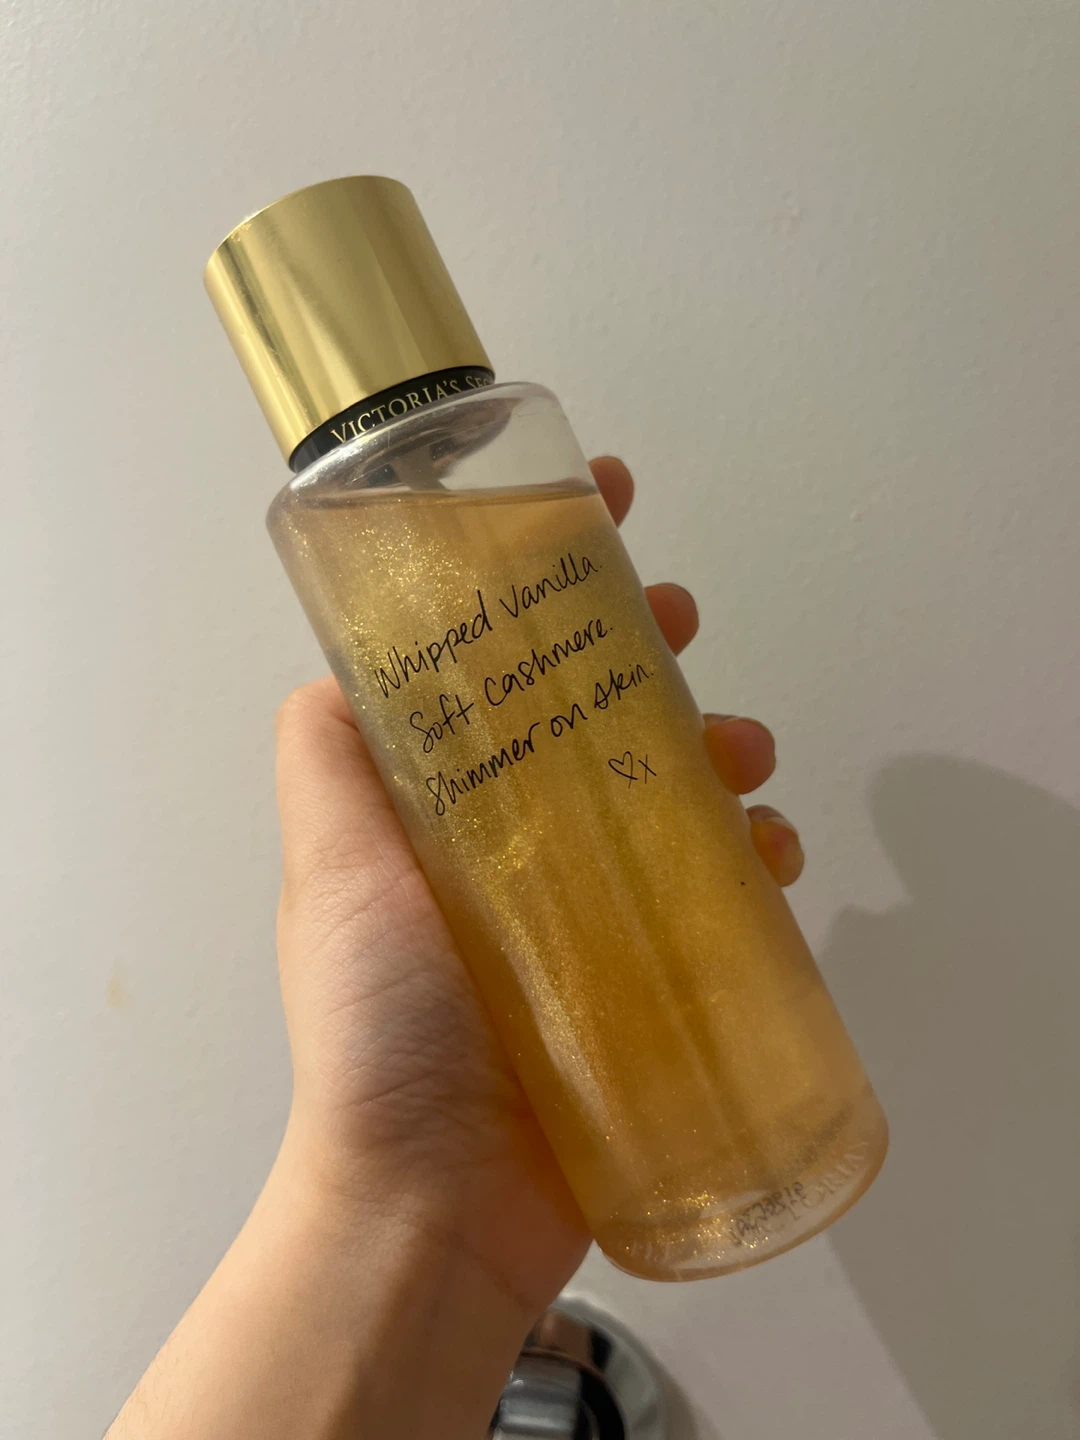 VICTORIA'S SEC
Whipped Vanilla.
Soft Cashmere.
Shimmer on skin.
♡x